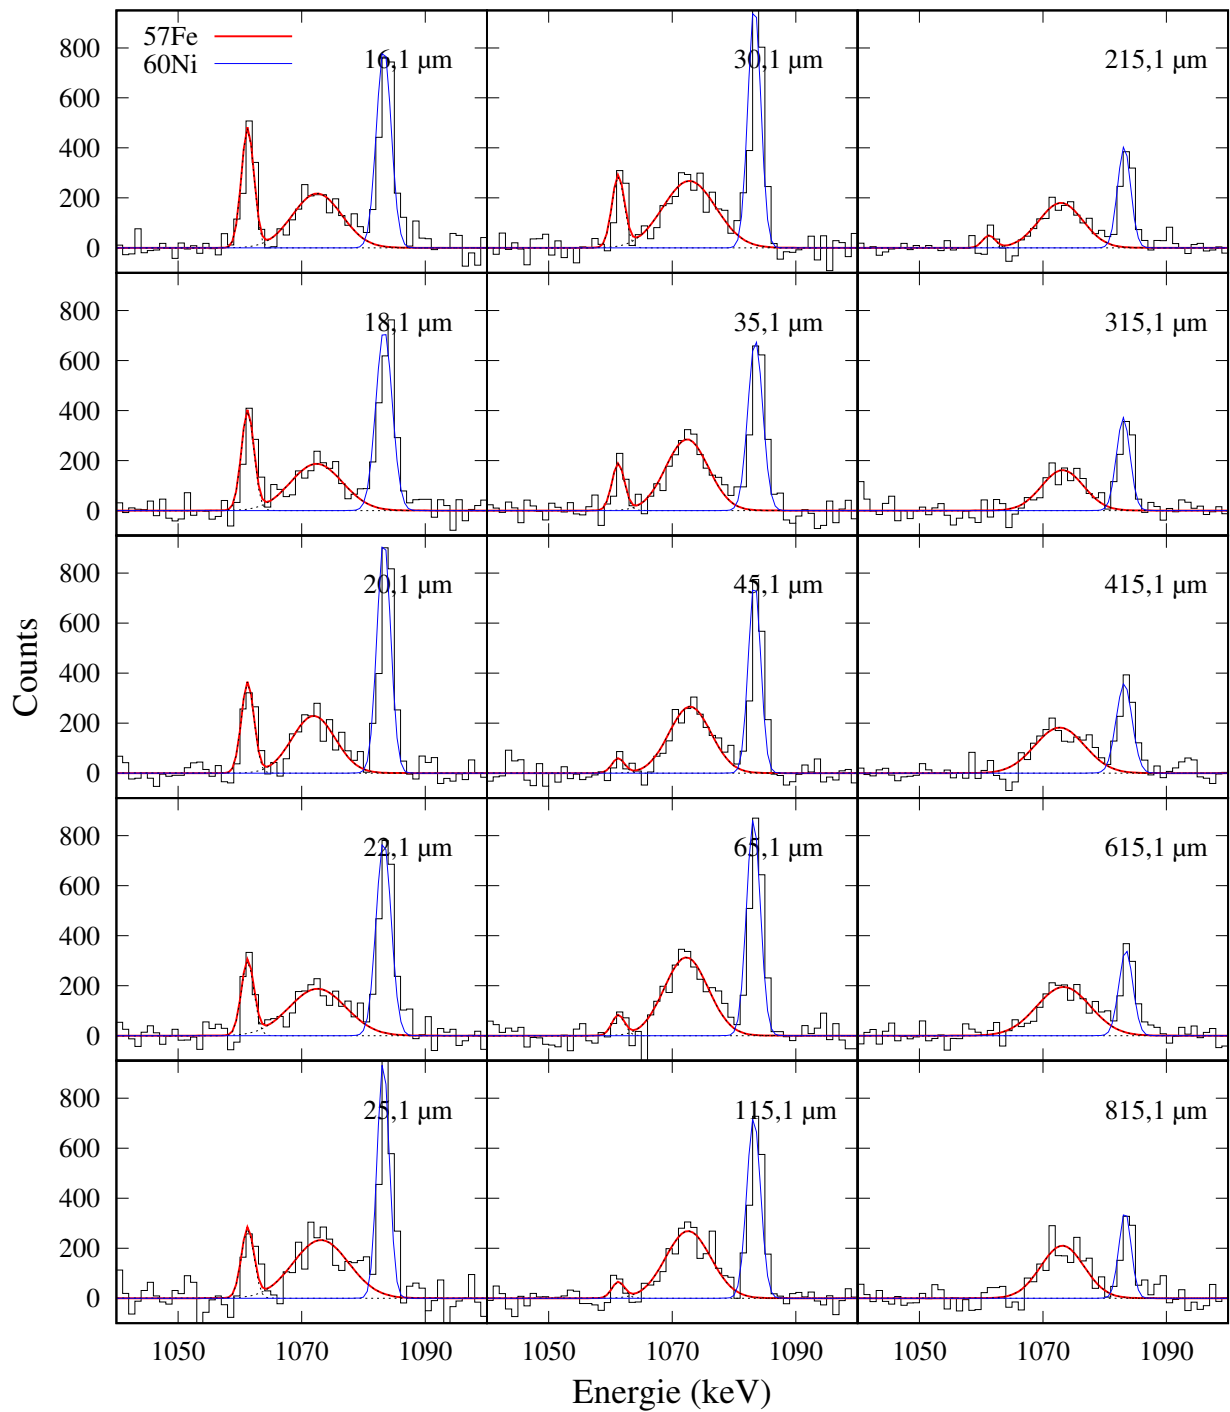 57Fe
60Ni
16,1 µm
30,1 µm
215,1 µm
800
600
400
200
0
18,1 µm
35,1 µm
315,1 µm
800
600
400
200
0
20,1 µm
45,1 µm
415,1 µm
800
600
400
200
0
Counts
22,1 µm
65,1 µm
615,1 µm
800
600
400
200
0
25,1 µm
115,1 µm
815,1 µm
800
600
400
200
0
1050 1070 1090 1050 1070 1090 1050 1070 1090
Energie (keV)